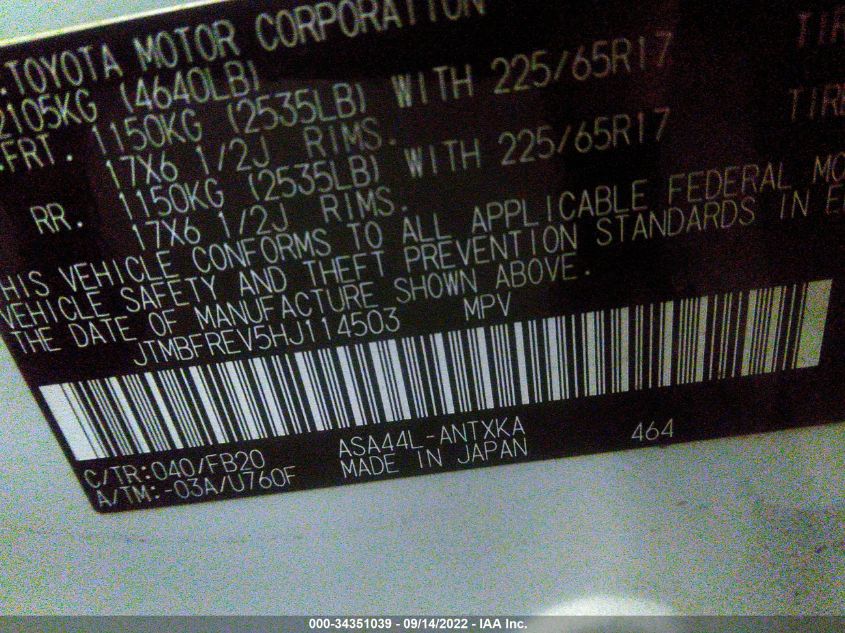 TOYOTA MOTOR CORPORATION
2105KG (4640LB)
FRT. 1150KG (2535LB) WITH 225/65R17
17X6 1/2J RIMS.
RR. 1150KG (2535LB) WITH 225/65R17
17X6 1/2J RIMS.
HIS VEHICLE CONFORMS TO ALL APPLICABLE FEDERAL MO
VEHICLE SAFETY AND THEFT PREVENTION STANDARDS IN E
THE DATE OF MANUFACTURE SHOWN ABOVE.
JTMBFREV5HJ114503 MPV
C/TR:040/FB20 ASA44L-ANTXKA 464
A/TM:-03A/U760F MADE IN JAPAN
000-34351039 - 09/14/2022 - IAA Inc.